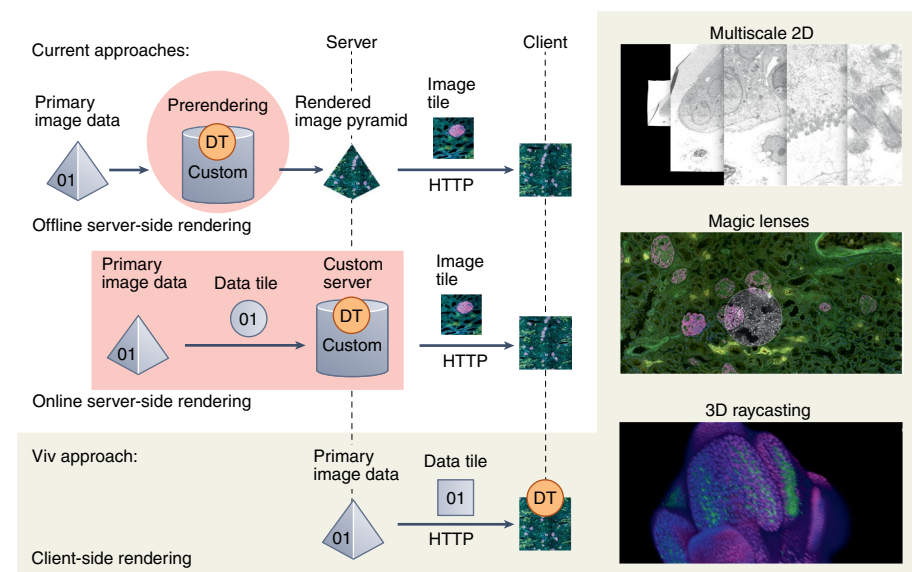 Current approaches:
Server
Client
Primary
image data
Prerendering
Rendered
image pyramid
Image
tile
01
DT
Custom
HTTP
Offline server-side rendering
Primary
image data
Data tile
Custom
server
Image
tile
01
01
DT
Custom
HTTP
Online server-side rendering
Viv approach:
Primary
image data
Data tile
01
01
DT
HTTP
Client-side rendering
Multiscale 2D
Magic lenses
3D raycasting